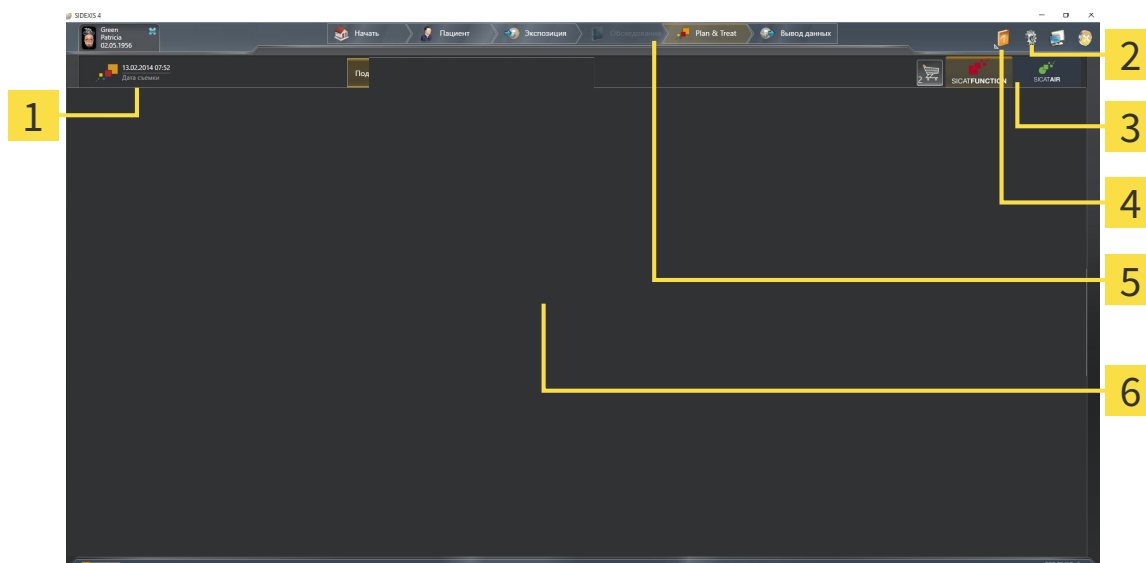 SIDEXIS 4
Green
Patricia
02.05.1956
Начать
Пациент
Экспозиция
Обследование
Plan & Treat
Вывод данных
13.02.2014 07:52
Дата съемки
Под
2
SICATFUNCTION
SICATAIR
1
2
3
4
5
6